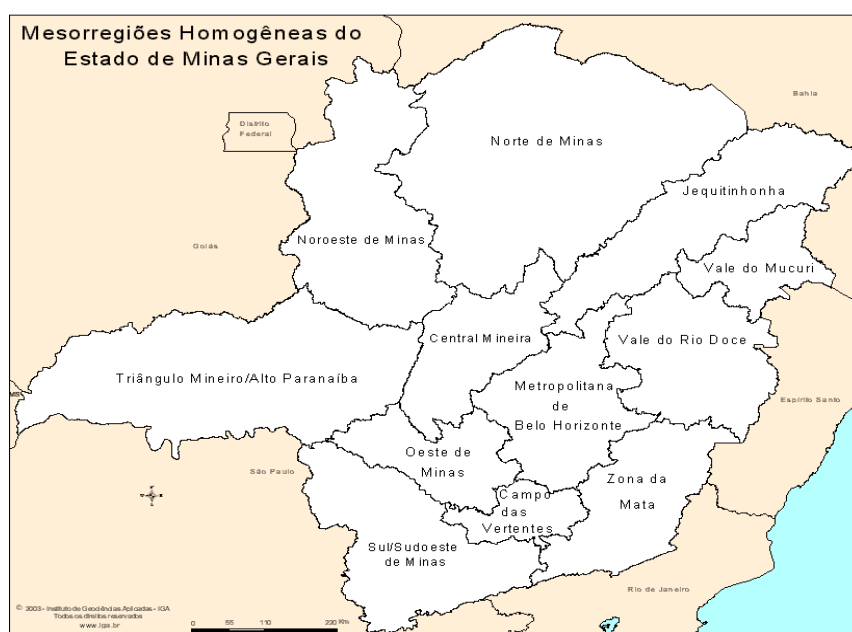 Mesorregiões Homogêneas do
Estado de Minas Gerais
Bahia
Distrito
Federal
Norte de Minas
Jequitinhonha
Goiás
Noroeste de Minas
Vale do Mucuri
Central Mineira
Vale do Rio Doce
Triângulo Mineiro/Alto Paranaíba
Metropolitana
de
Belo Horizonte
MS
Espírito Santo
Oeste de
Minas
São Paulo
Zona da
Mata
Campo
das
Vertentes
Sul/Sudoeste
de Minas
Rio de Janeiro
© 2003 - Instituto de Geociências Aplicadas - IGA
Todos os direitos reservados
www.iga.br
0 55 110 220 Km